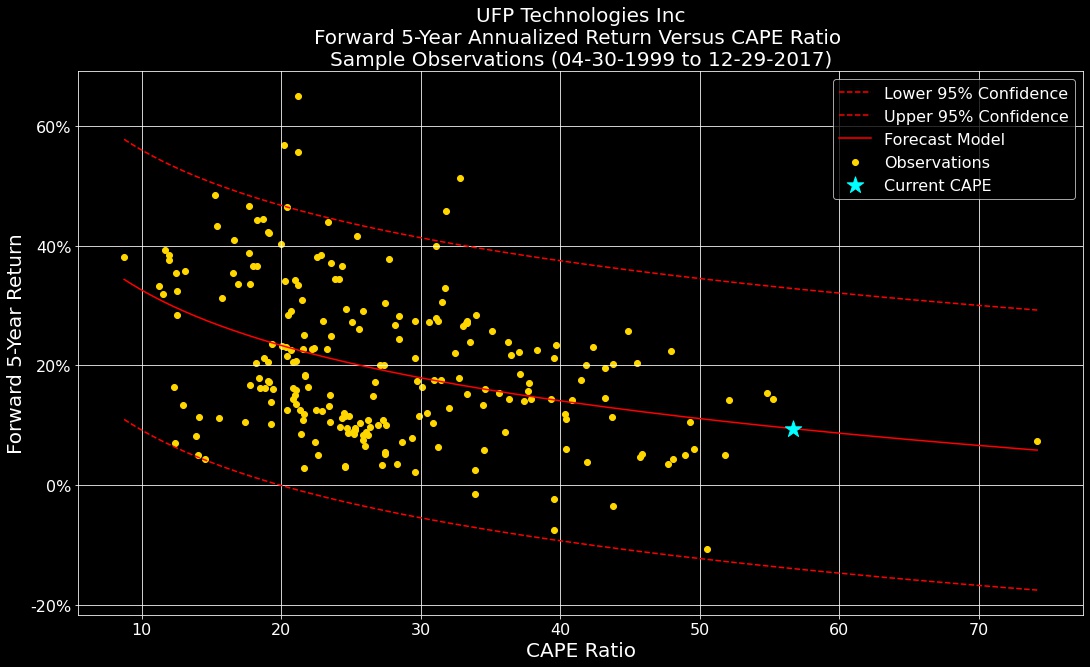 UFP Technologies Inc
Forward 5-Year Annualized Return Versus CAPE Ratio
Sample Observations (04-30-1999 to 12-29-2017)
Lower 95% Confidence
Upper 95% Confidence
Forecast Model
Observations
Current CAPE
Forward 5-Year Return
60%
40%
20%
0%
-20%
10 20 30 40 50 60 70
CAPE Ratio